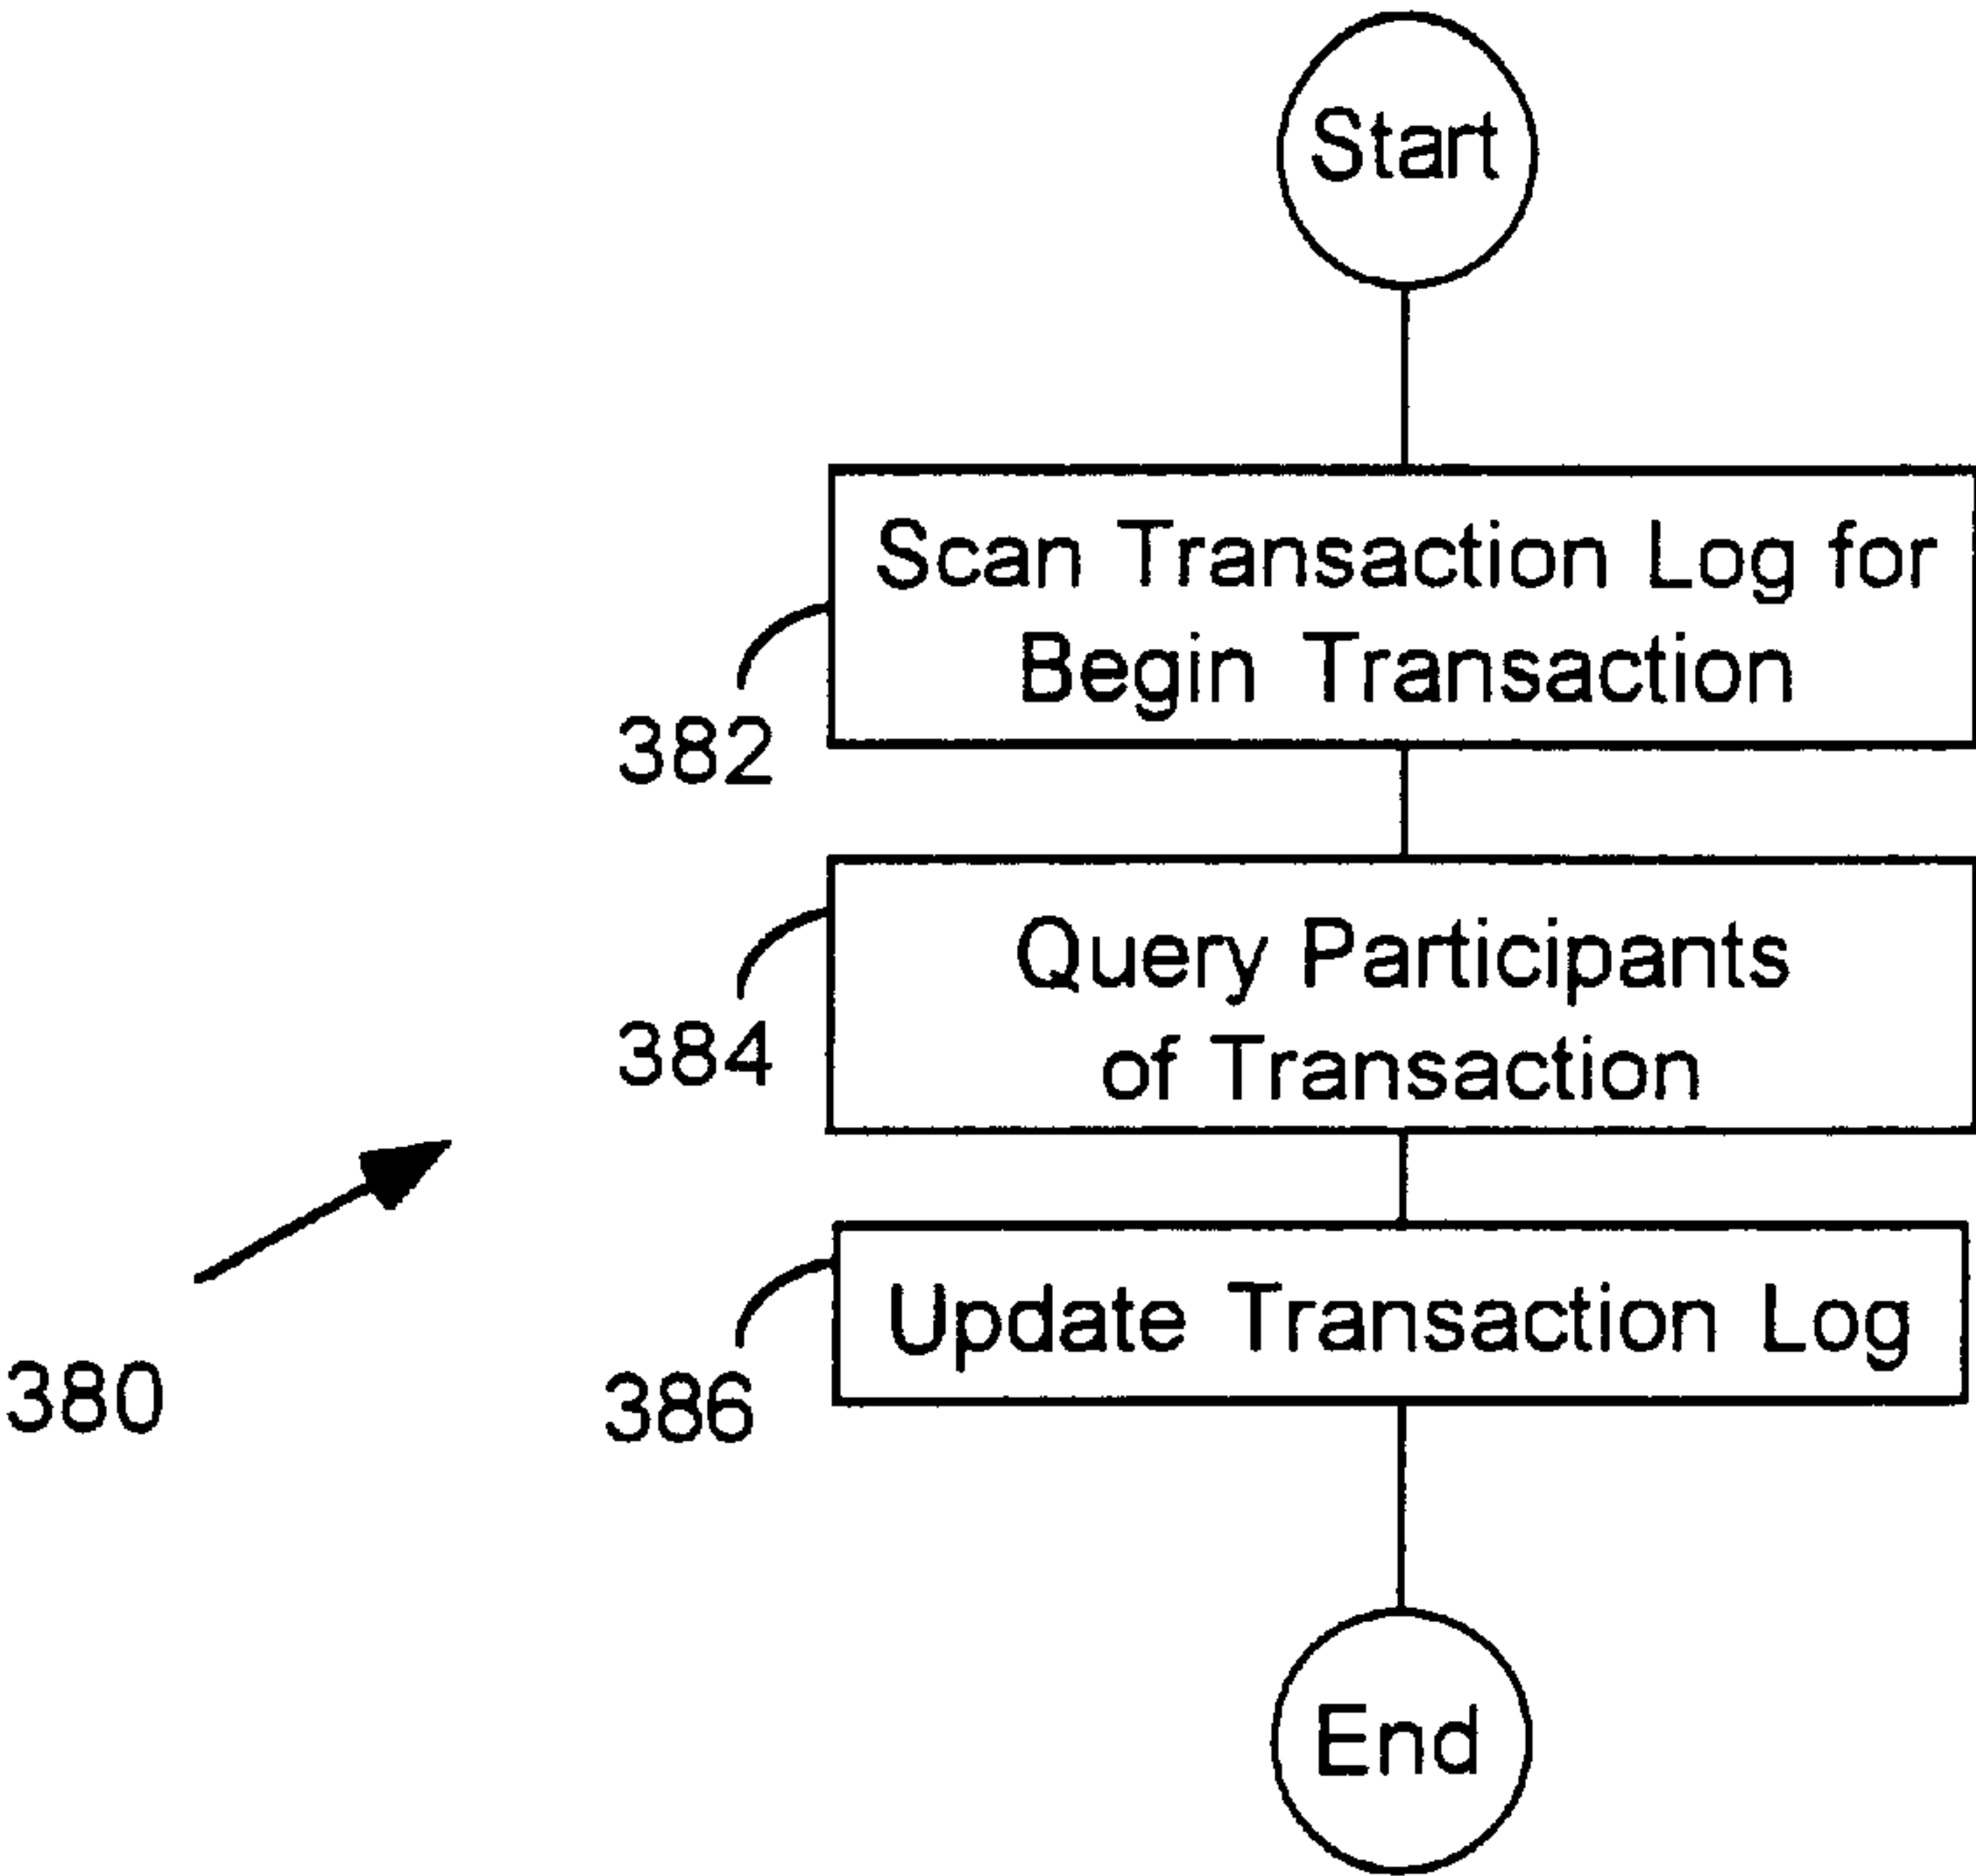 Start
Scan Transaction Log for
Begin Transaction
382
Query Participants
of Transaction
384
Update Transaction Log
386
380
End